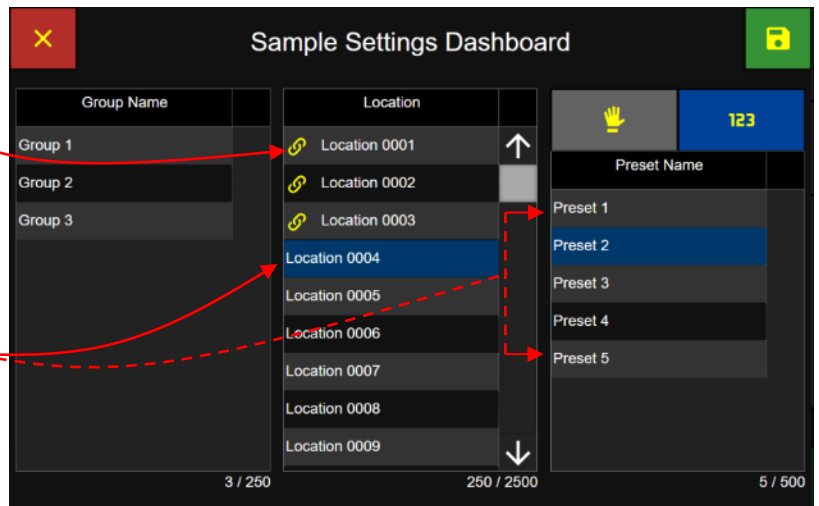 Sample Settings Dashboard
Group Name
Group 1
Group 2
Group 3
3 / 250
Location
Location 0001
Location 0002
Location 0003
Location 0004
Location 0005
Location 0006
Location 0007
Location 0008
Location 0009
250 / 2500
123
Preset Name
Preset 1
Preset 2
Preset 3
Preset 4
Preset 5
5 / 500